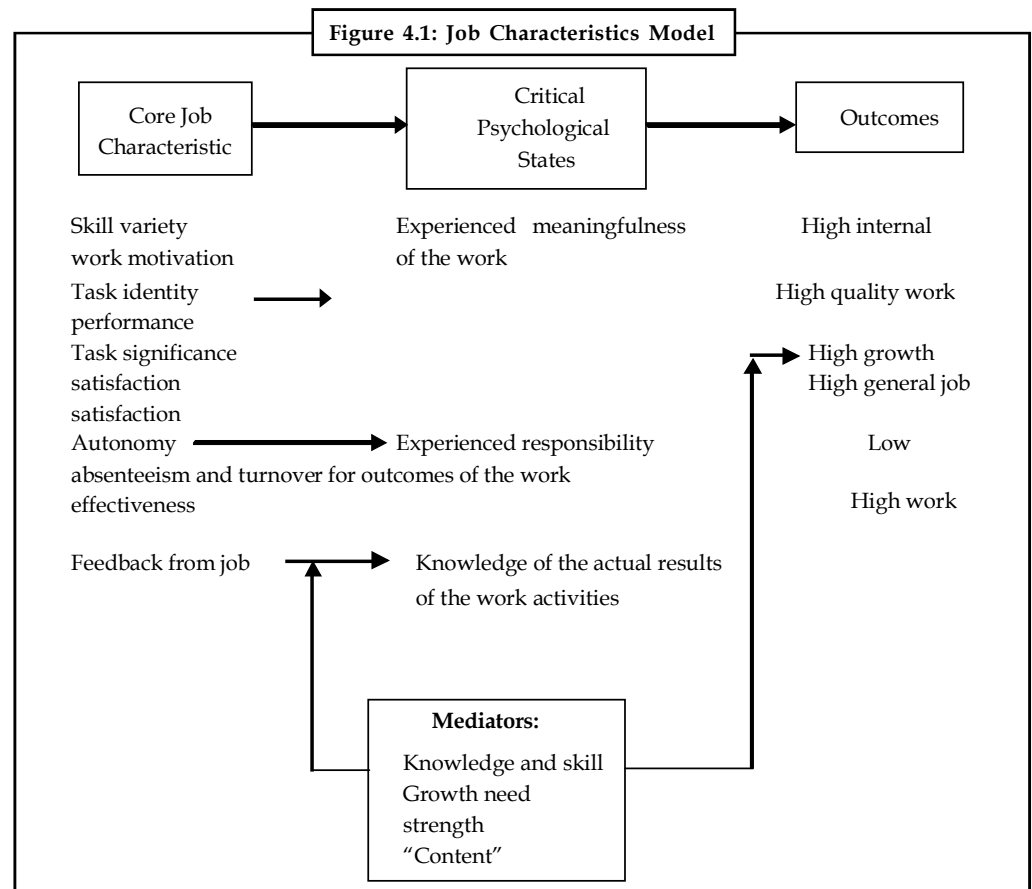 Figure 4.1: Job Characteristics Model
Core Job
Characteristic
Critical
Psychological
States
Outcomes
Skill variety Experienced meaningfulness High internal
work motivation of the work
Task identity High quality work
performance
Task significance High growth
satisfaction High general job
satisfaction
Autonomy Experienced responsibility Low
absenteeism and turnover for outcomes of the work
effectiveness High work
Feedback from job Knowledge of the actual results
of the work activities
Mediators:
Knowledge and skill
Growth need
strength
“Content”